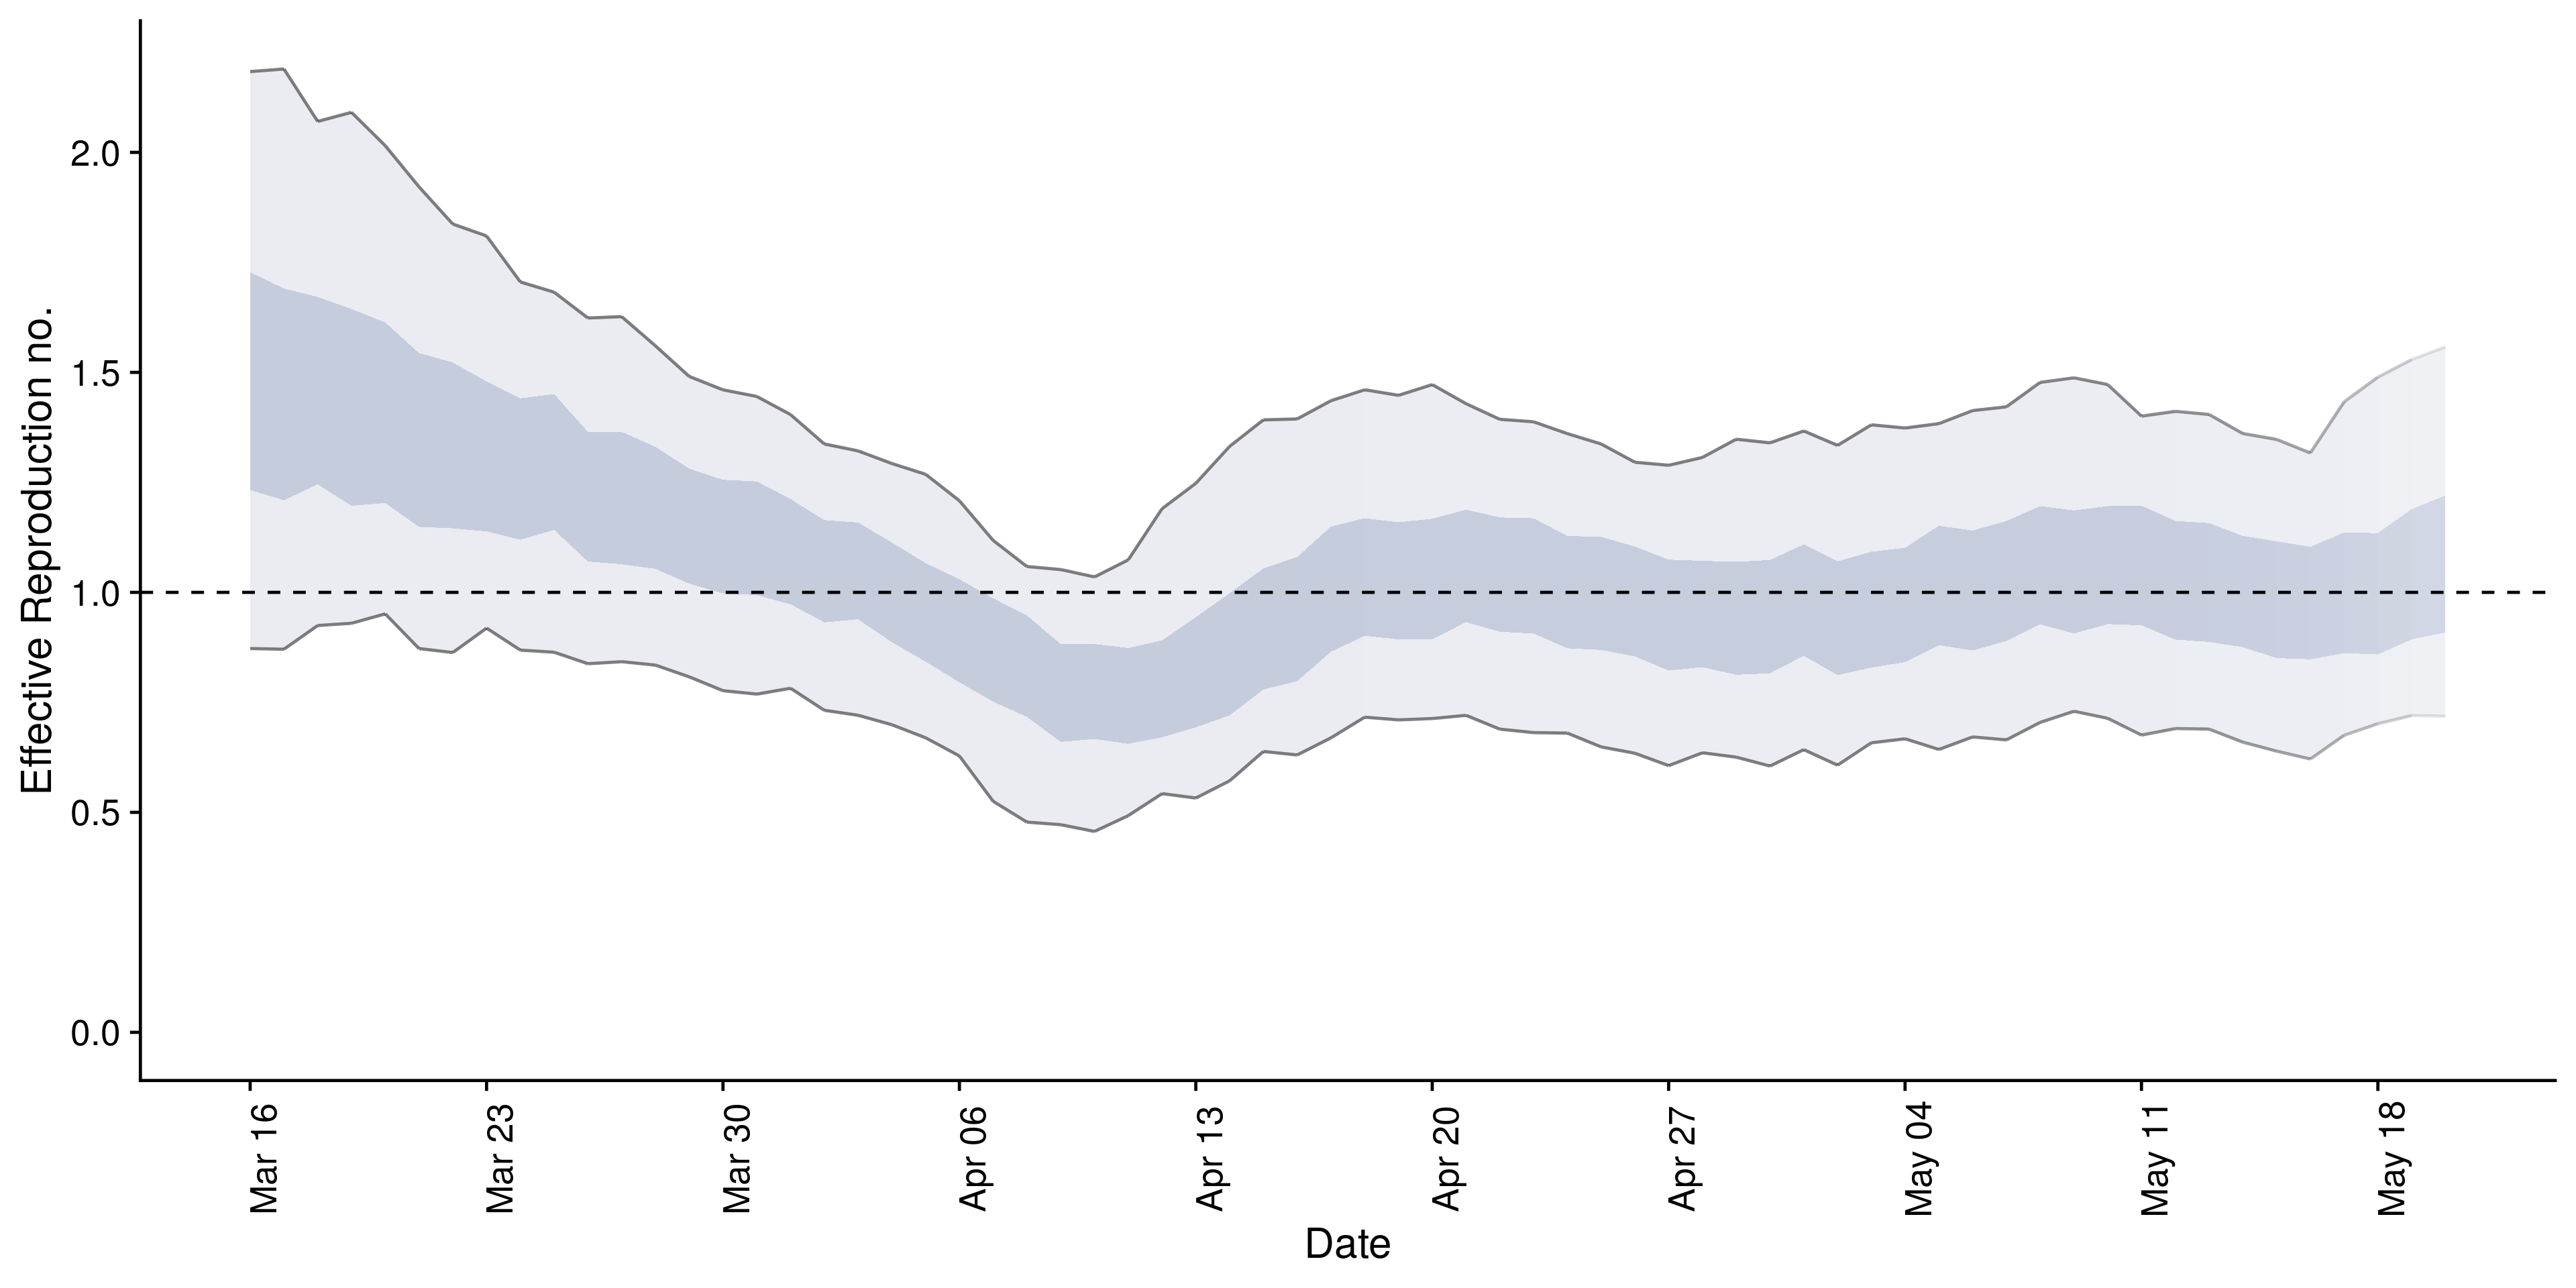 Effective Reproduction no.
2.0
1.5
1.0
0.5
0.0
Mar 16
Mar 23
Mar 30
Apr 06
Apr 13
Apr 20
Apr 27
May 04
May 11
May 18
Date